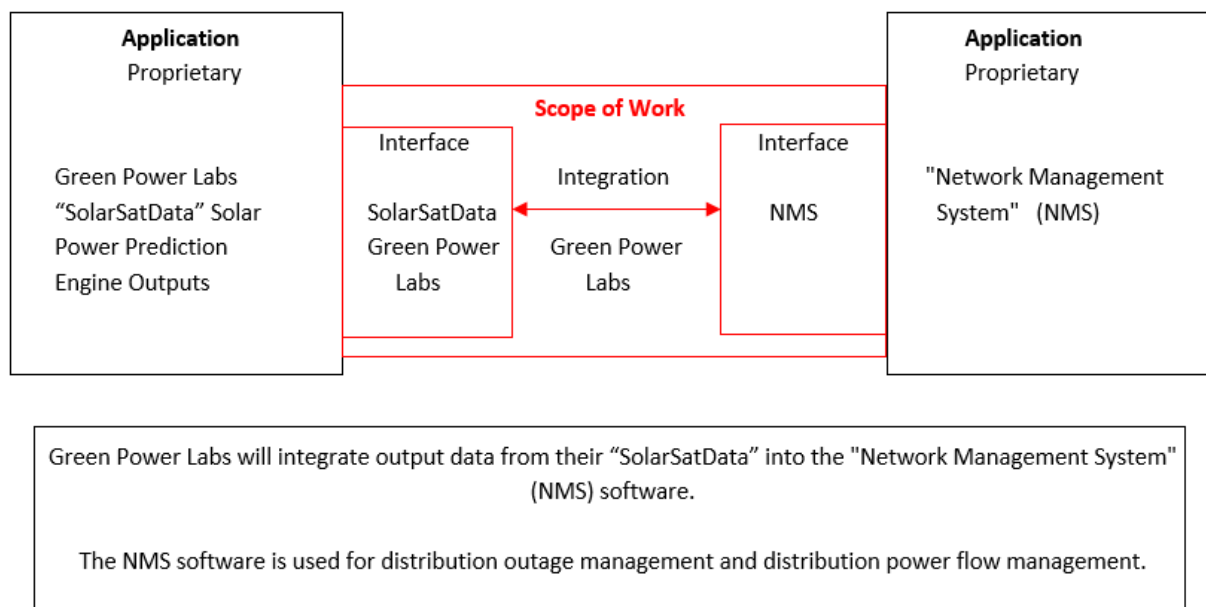 Application
Proprietary
Green Power Labs
“SolarSatData” Solar
Power Prediction
Engine Outputs
Scope of Work
Interface
SolarSatData
Green Power
Labs
Integration
Green Power
Labs
Interface
NMS
Application
Proprietary
"Network Management
System" (NMS)
Green Power Labs will integrate output data from their “SolarSatData” into the "Network Management System"
(NMS) software.
The NMS software is used for distribution outage management and distribution power flow management.